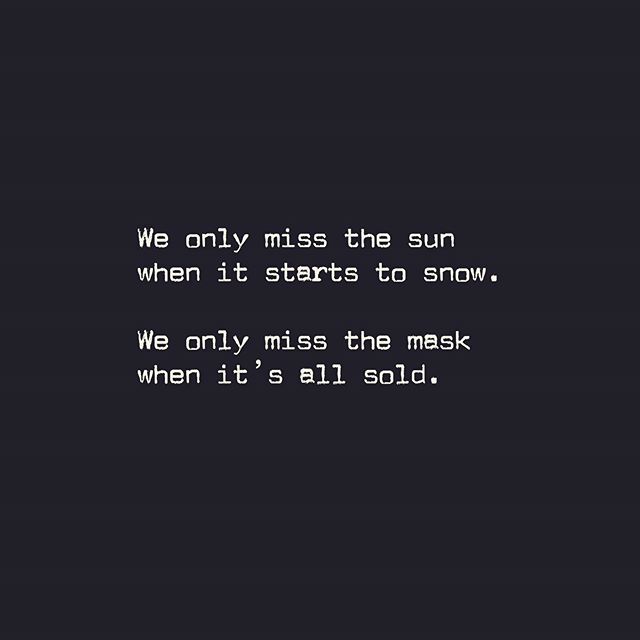 We only miss the sun
when it starts to snow.
We only miss the mask
when it's all sold.